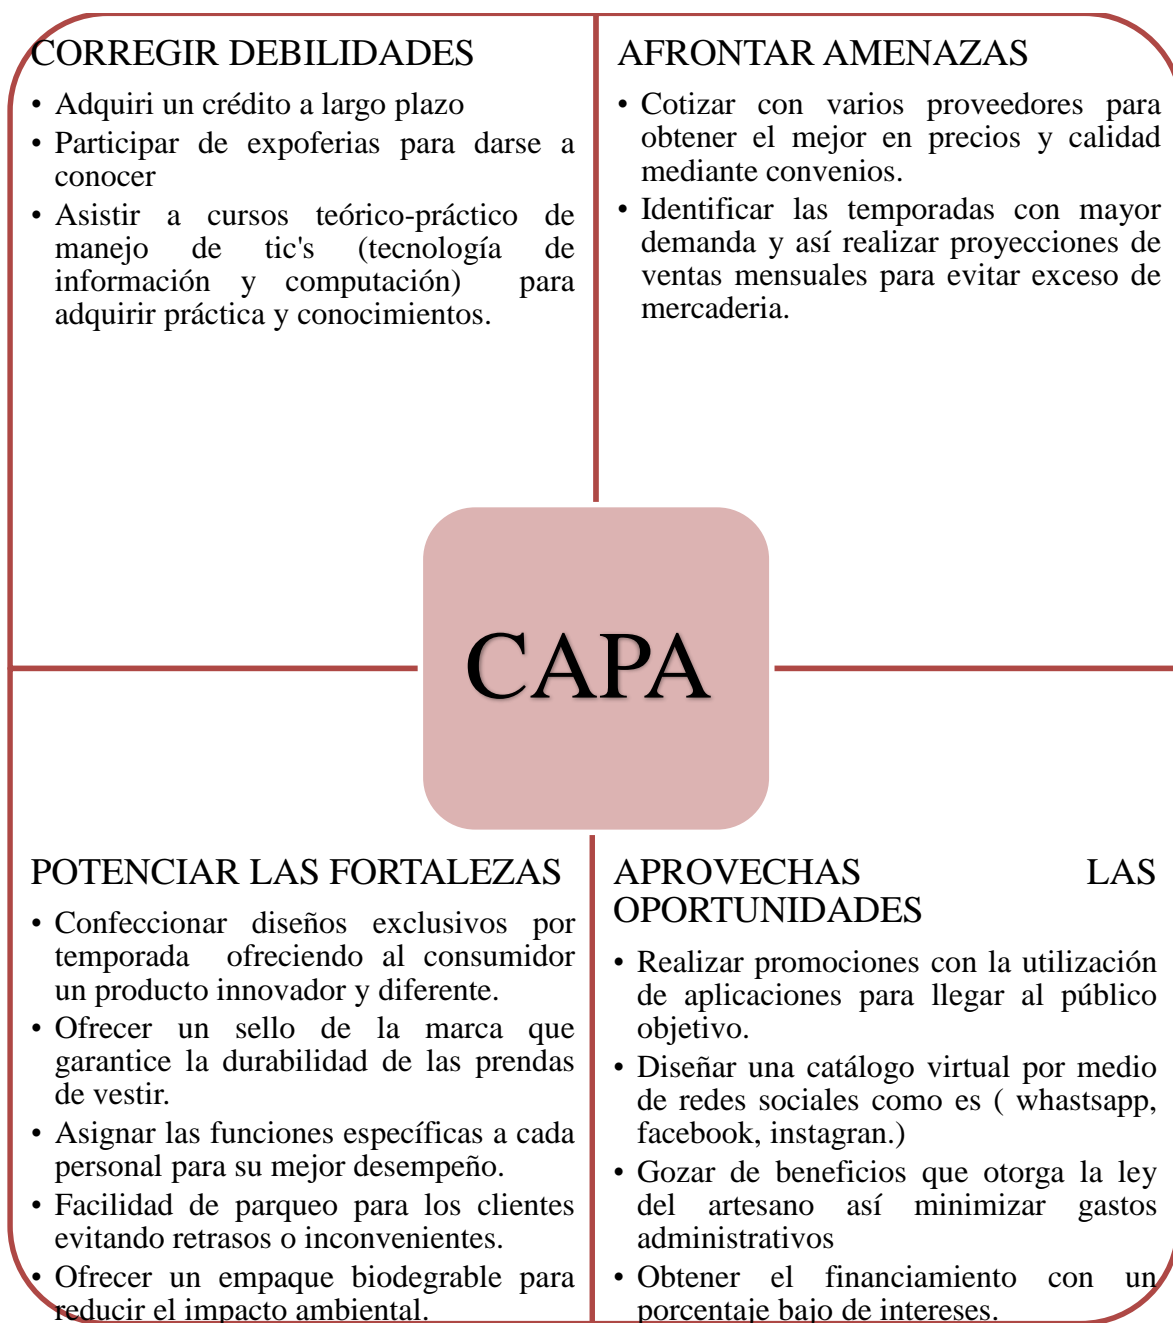 CORREGIR DEBILIDADES
• Adquiri un crédito a largo plazo
• Participar de expoferias para darse a
conocer
• Asistir a cursos teórico-práctico de
manejo de tic's (tecnología de
información y computación) para
adquirir práctica y conocimientos.
AFRONTAR AMENAZAS
• Cotizar con varios proveedores para
obtener el mejor en precios y calidad
mediante convenios.
• Identificar las temporadas con mayor
demanda y así realizar proyecciones de
ventas mensuales para evitar exceso de
mercaderia.
CAPA
POTENCIAR LAS FORTALEZAS
• Confeccionar diseños exclusivos por
temporada ofreciendo al consumidor
un producto innovador y diferente.
• Ofrecer un sello de la marca que
garantice la durabilidad de las prendas
de vestir.
• Asignar las funciones específicas a cada
personal para su mejor desempeño.
• Facilidad de parqueo para los clientes
evitando retrasos o inconvenientes.
• Ofrecer un empaque biodegrable para
reducir el impacto ambiental.
APROVECHAS LAS
OPORTUNIDADES
• Realizar promociones con la utilización
de aplicaciones para llegar al público
objetivo.
• Diseñar una catálogo virtual por medio
de redes sociales como es ( whastsapp,
facebook, instagran.)
• Gozar de beneficios que otorga la ley
del artesano así minimizar gastos
administrativos
• Obtener el financiamiento con un
porcentaje bajo de intereses.